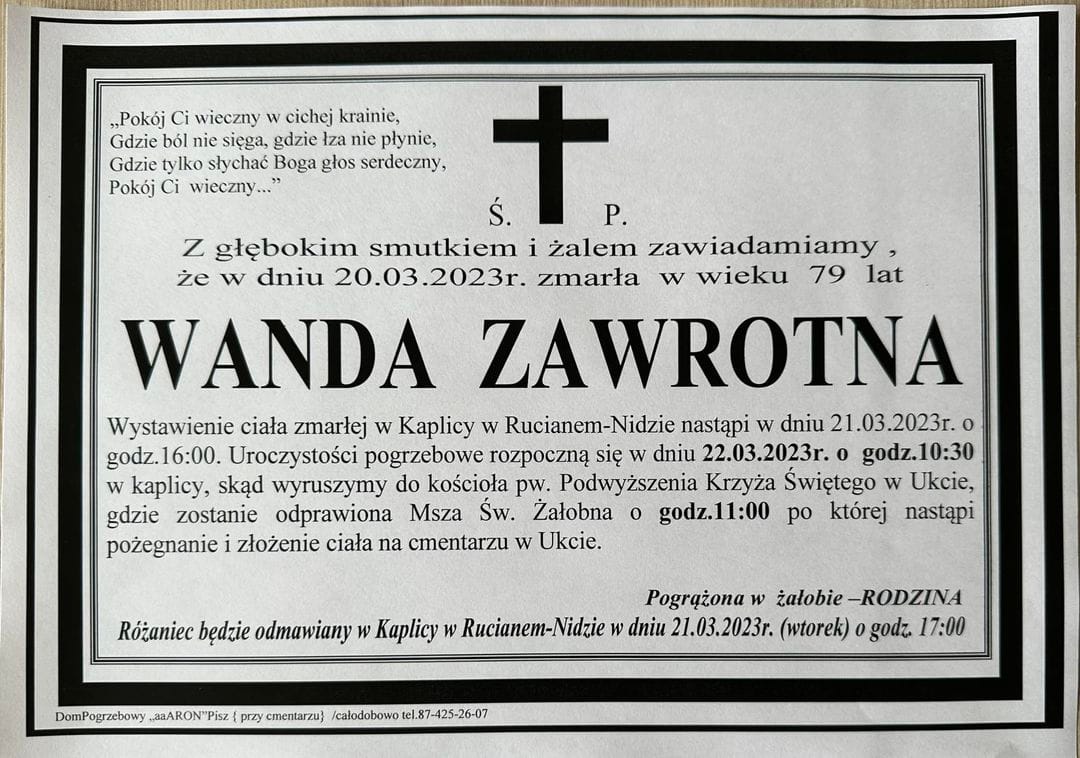 „Pokój Ci wieczny w cichej krainie,
Gdzie ból nie sięga, gdzie łza nie płynie,
Gdzie tylko słychać Boga głos serdeczny,
Pokój Ci wieczny...”
Ś. P.
Z głębokim smutkiem i żalem zawiadamiamy ,
że w dniu 20.03.2023r. zmarła w wieku 79 lat
WANDA ZAWROTNA
Wystawienie ciała zmarłej w Kaplicy w Rucianem-Nidzie nastąpi w dniu 21.03.2023r. o
godz.16:00. Uroczystości pogrzebowe rozpoczną się w dniu 22.03.2023r. o godz.10:30
w kaplicy, skąd wyruszymy do kościoła pw. Podwyższenia Krzyża Świętego w Ukcie,
gdzie zostanie odprawiona Msza Św. Żałobna o godz.11:00 po której nastąpi
pożegnanie i złożenie ciała na cmentarzu w Ukcie.
Pogrążona w żałobie –RODZINA
Różaniec będzie odmawiany w Kaplicy w Rucianem-Nidzie w dniu 21.03.2023r. (wtorek) o godz. 17:00
DomPogrzebowy „aaARON”Pisz { przy cmentarzu} /całodobowo tel.87-425-26-07